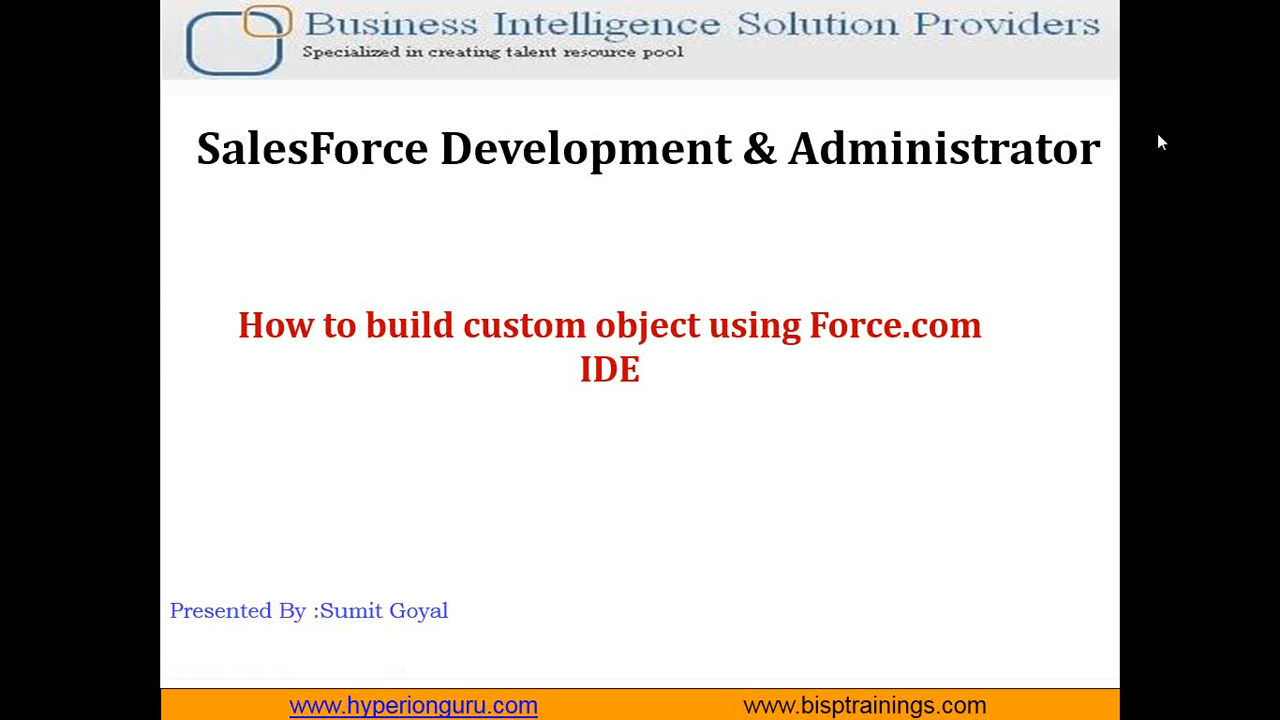 Business Intelligence Solution Providers
Specialized in creating talent resource pool
SalesForce Development & Administrator
How to build custom object using Force.com
IDE
Presented By :Sumit Goyal
www.hyperionguru.com
www.bisptrainings.com